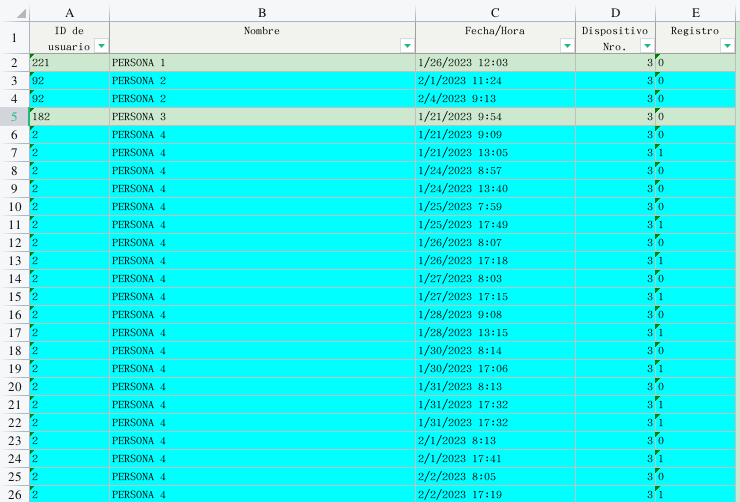 A B C D E
1 ID de usuario Nombre Fecha/Hora Dispositivo Nro. Registro
2 221 PERSONA 1 1/26/2023 12:03 3 0
3 92 PERSONA 2 2/1/2023 11:24 3 0
4 92 PERSONA 2 2/4/2023 9:13 3 0
5 182 PERSONA 3 1/21/2023 9:54 3 0
6 2 PERSONA 4 1/21/2023 9:09 3 0
7 2 PERSONA 4 1/21/2023 13:05 3 1
8 2 PERSONA 4 1/24/2023 8:57 3 0
9 2 PERSONA 4 1/24/2023 13:40 3 0
10 2 PERSONA 4 1/25/2023 7:59 3 0
11 2 PERSONA 4 1/25/2023 17:49 3 1
12 2 PERSONA 4 1/26/2023 8:07 3 0
13 2 PERSONA 4 1/26/2023 17:18 3 1
14 2 PERSONA 4 1/27/2023 8:03 3 0
15 2 PERSONA 4 1/27/2023 17:15 3 1
16 2 PERSONA 4 1/28/2023 9:08 3 0
17 2 PERSONA 4 1/28/2023 13:15 3 1
18 2 PERSONA 4 1/30/2023 8:14 3 0
19 2 PERSONA 4 1/30/2023 17:06 3 1
20 2 PERSONA 4 1/31/2023 8:13 3 0
21 2 PERSONA 4 1/31/2023 17:32 3 1
22 2 PERSONA 4 1/31/2023 17:32 3 1
23 2 PERSONA 4 2/1/2023 8:13 3 0
24 2 PERSONA 4 2/1/2023 17:41 3 1
25 2 PERSONA 4 2/2/2023 8:05 3 0
26 2 PERSONA 4 2/2/2023 17:19 3 1